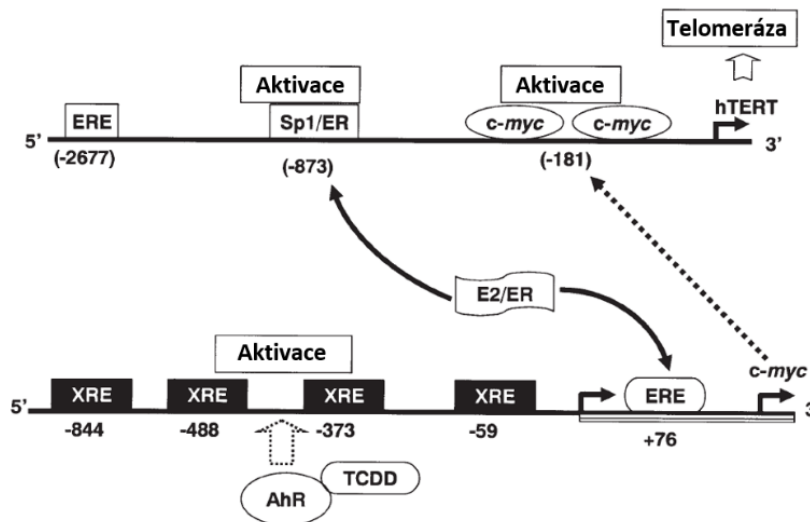 Telomeráza
Aktivace
Aktivace
hTERT
ERE
Sp1/ER
c-myc
c-myc
5'
3'
(-2677)
(-873)
(-181)
E2/ER
Aktivace
c-myc
XRE
XRE
XRE
XRE
ERE
5'
3'
-844
-488
-373
-59
+76
TCDD
AhR